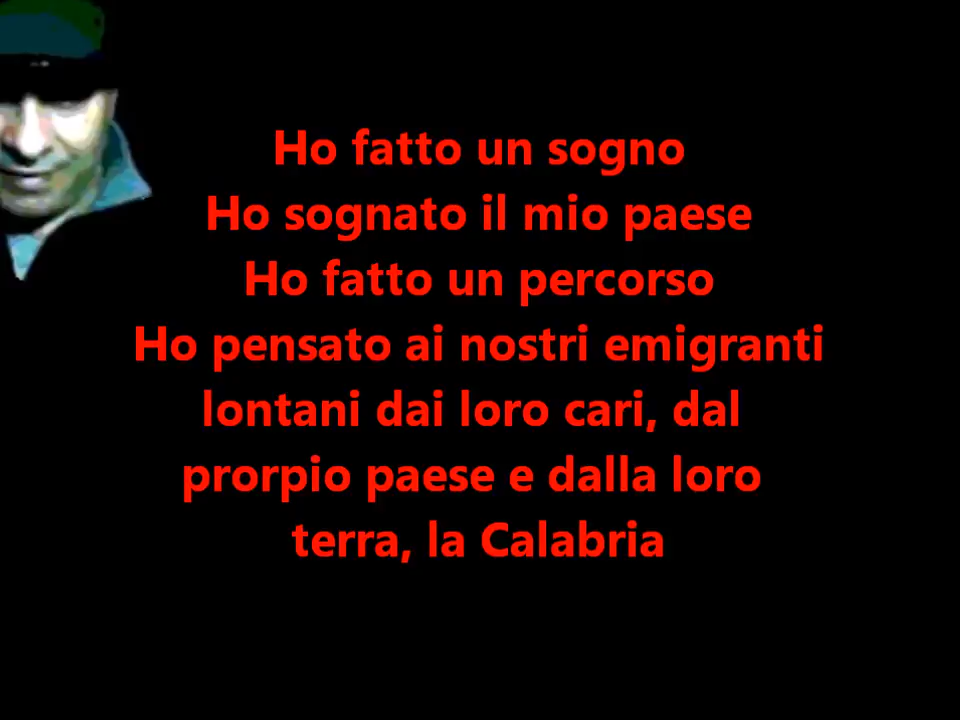 Ho fatto un sogno
Ho sognato il mio paese
Ho fatto un percorso
Ho pensato ai nostri emigranti
lontani dai loro cari, dal
prorpio paese e dalla loro
terra, la Calabria